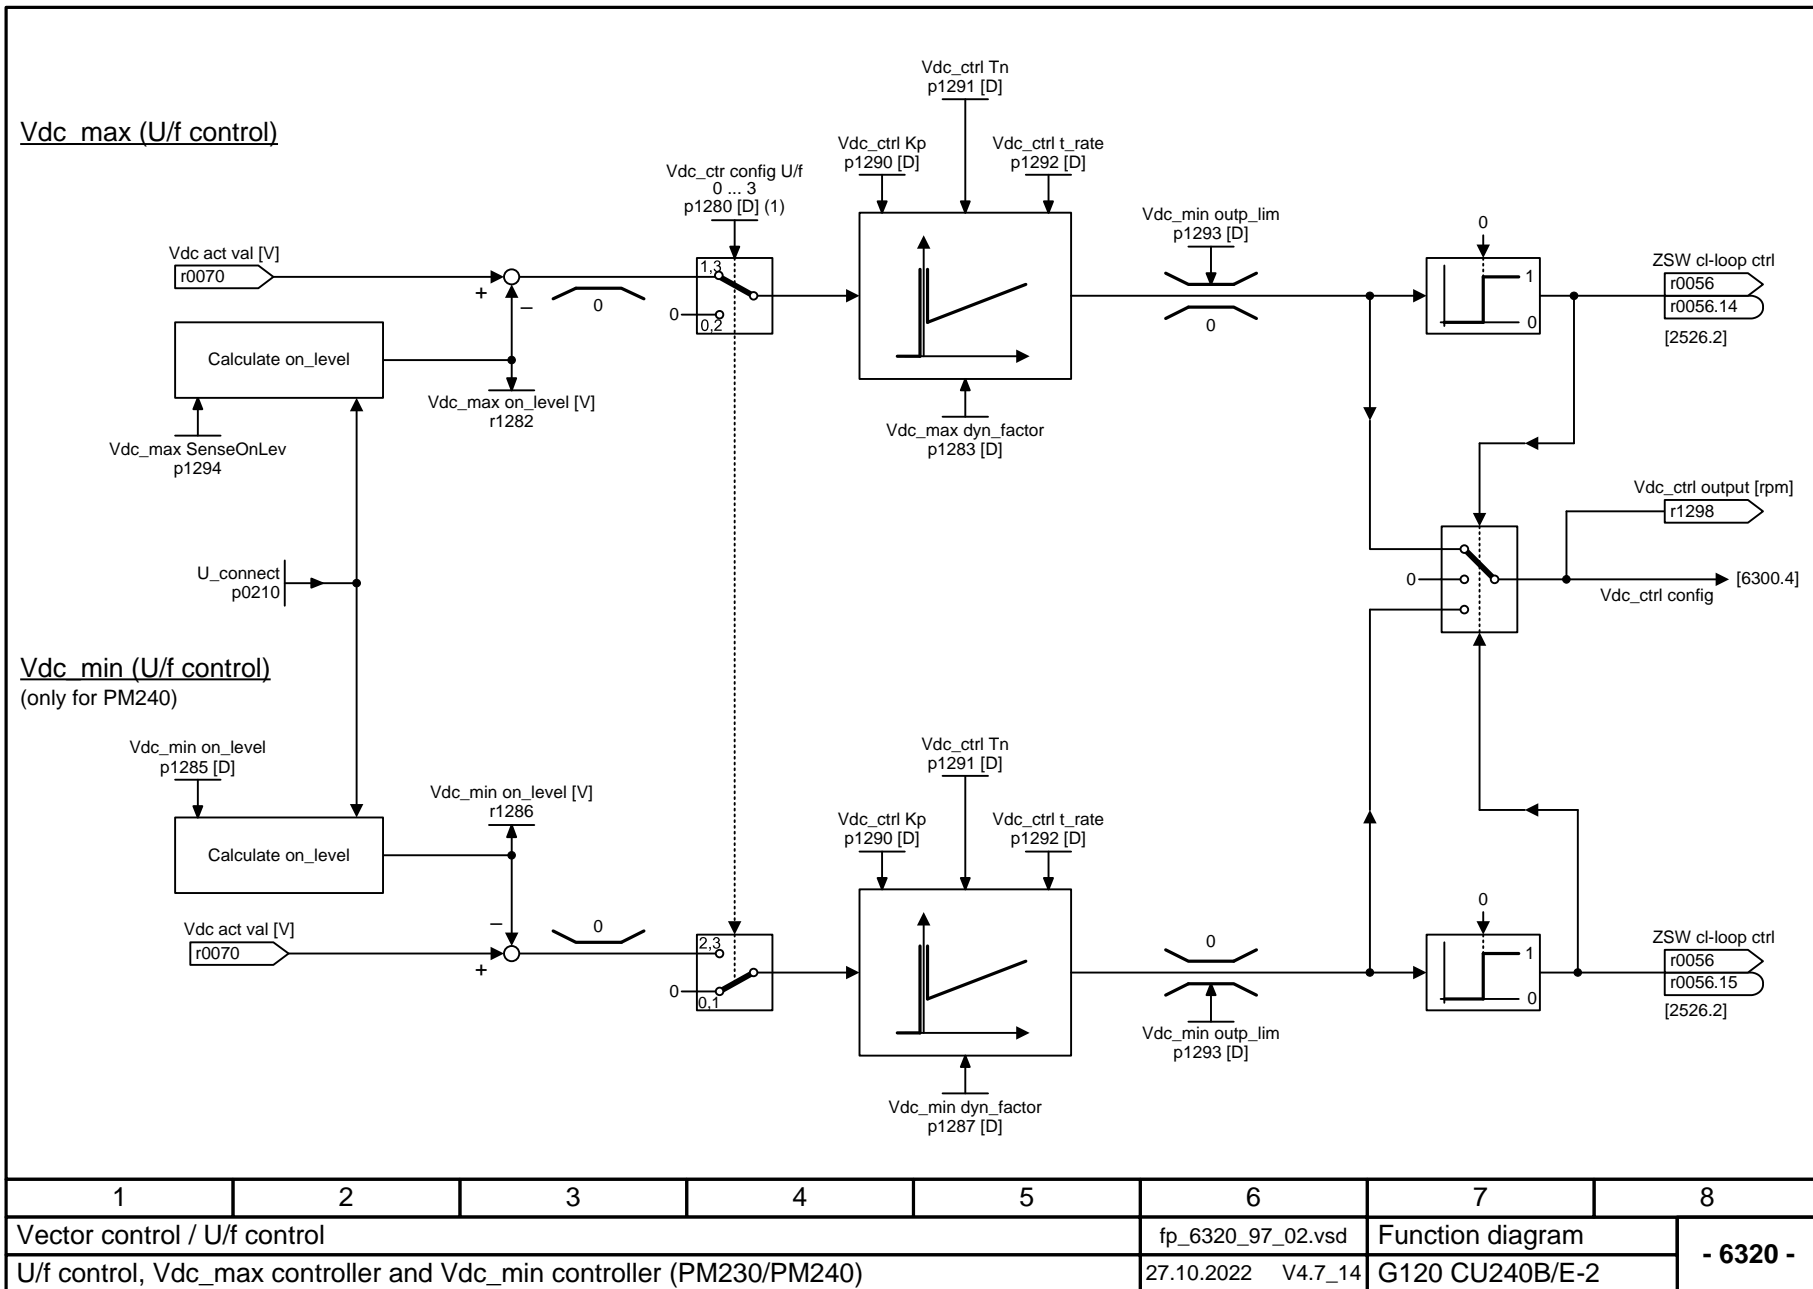 Vdc_max (U/f control)
Vdc_ctrl Tn
p1291 [D]
Vdc_ctrl Kp
p1290 [D]
Vdc_ctrl t_rate
p1292 [D]
Vdc_ctr config U/f
0 ... 3
p1280 [D] (1)
Vdc_min outp_lim
p1293 [D]
0
Vdc act val [V]
r0070
+
–
0
1,3
0
0,2
0
1
0
ZSW cl-loop ctrl
r0056
r0056.14
[2526.2]
Calculate on_level
Vdc_max on_level [V]
r1282
Vdc_max SenseOnLev
p1294
Vdc_max dyn_factor
p1283 [D]
Vdc_ctrl output [rpm]
r1298
U_connect
p0210
0
[6300.4]
Vdc_ctrl config
Vdc_min (U/f control)
(only for PM240)
Vdc_min on_level
p1285 [D]
Vdc_min on_level [V]
r1286
Vdc_ctrl Tn
p1291 [D]
Vdc_ctrl Kp
p1290 [D]
Vdc_ctrl t_rate
p1292 [D]
Calculate on_level
Vdc act val [V]
r0070
–
+
0
2,3
0
0,1
0
Vdc_min outp_lim
p1293 [D]
0
1
0
ZSW cl-loop ctrl
r0056
r0056.15
[2526.2]
Vdc_min dyn_factor
p1287 [D]
1 2 3 4 5 6 7 8
Vector control / U/f control
fp_6320_97_02.vsd
Function diagram
- 6320 -
U/f control, Vdc_max controller and Vdc_min controller (PM230/PM240)
27.10.2022 V4.7_14
G120 CU240B/E-2